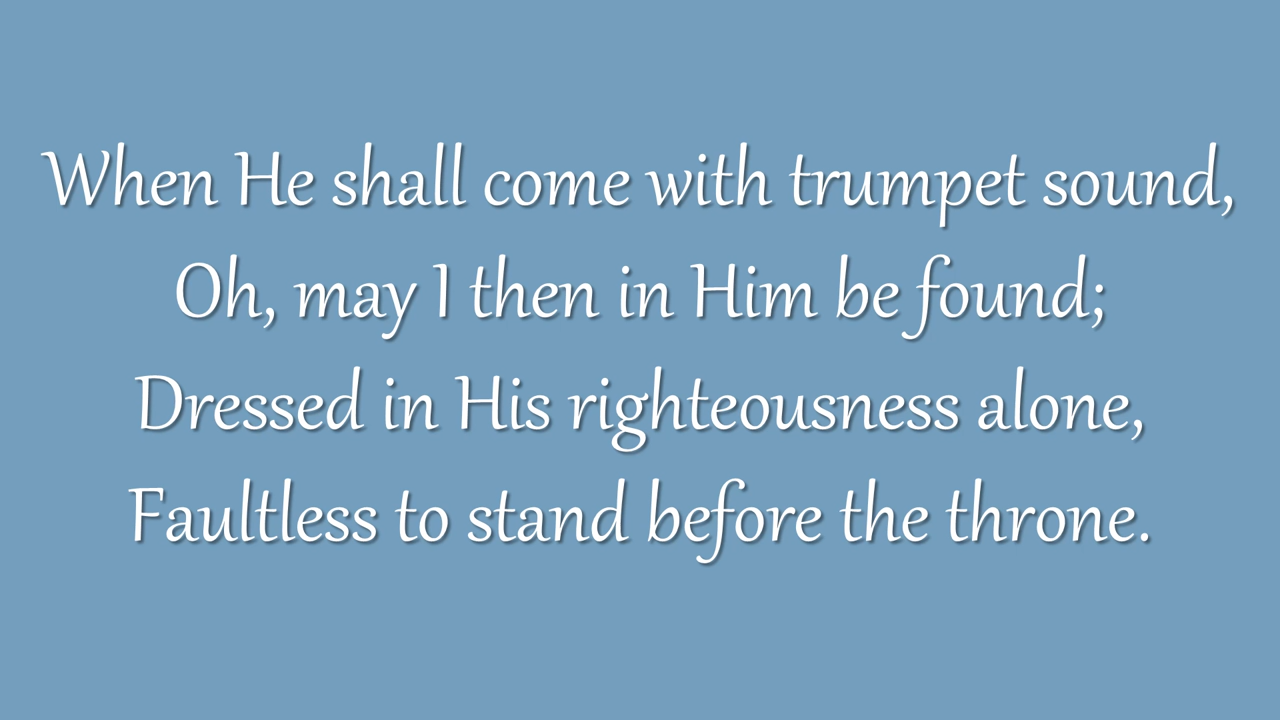 When He shall come with trumpet sound,
Oh, may I then in Him be found;
Dressed in His righteousness alone,
Faultless to stand before the throne.